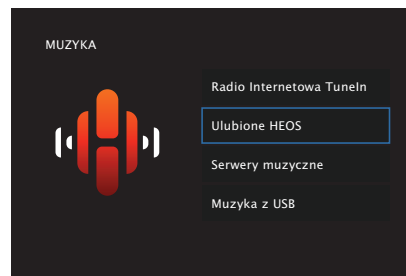 MUZYKA
Radio Internetowa TuneIn
Ulubione HEOS
Serwery muzyczne
Muzyka z USB